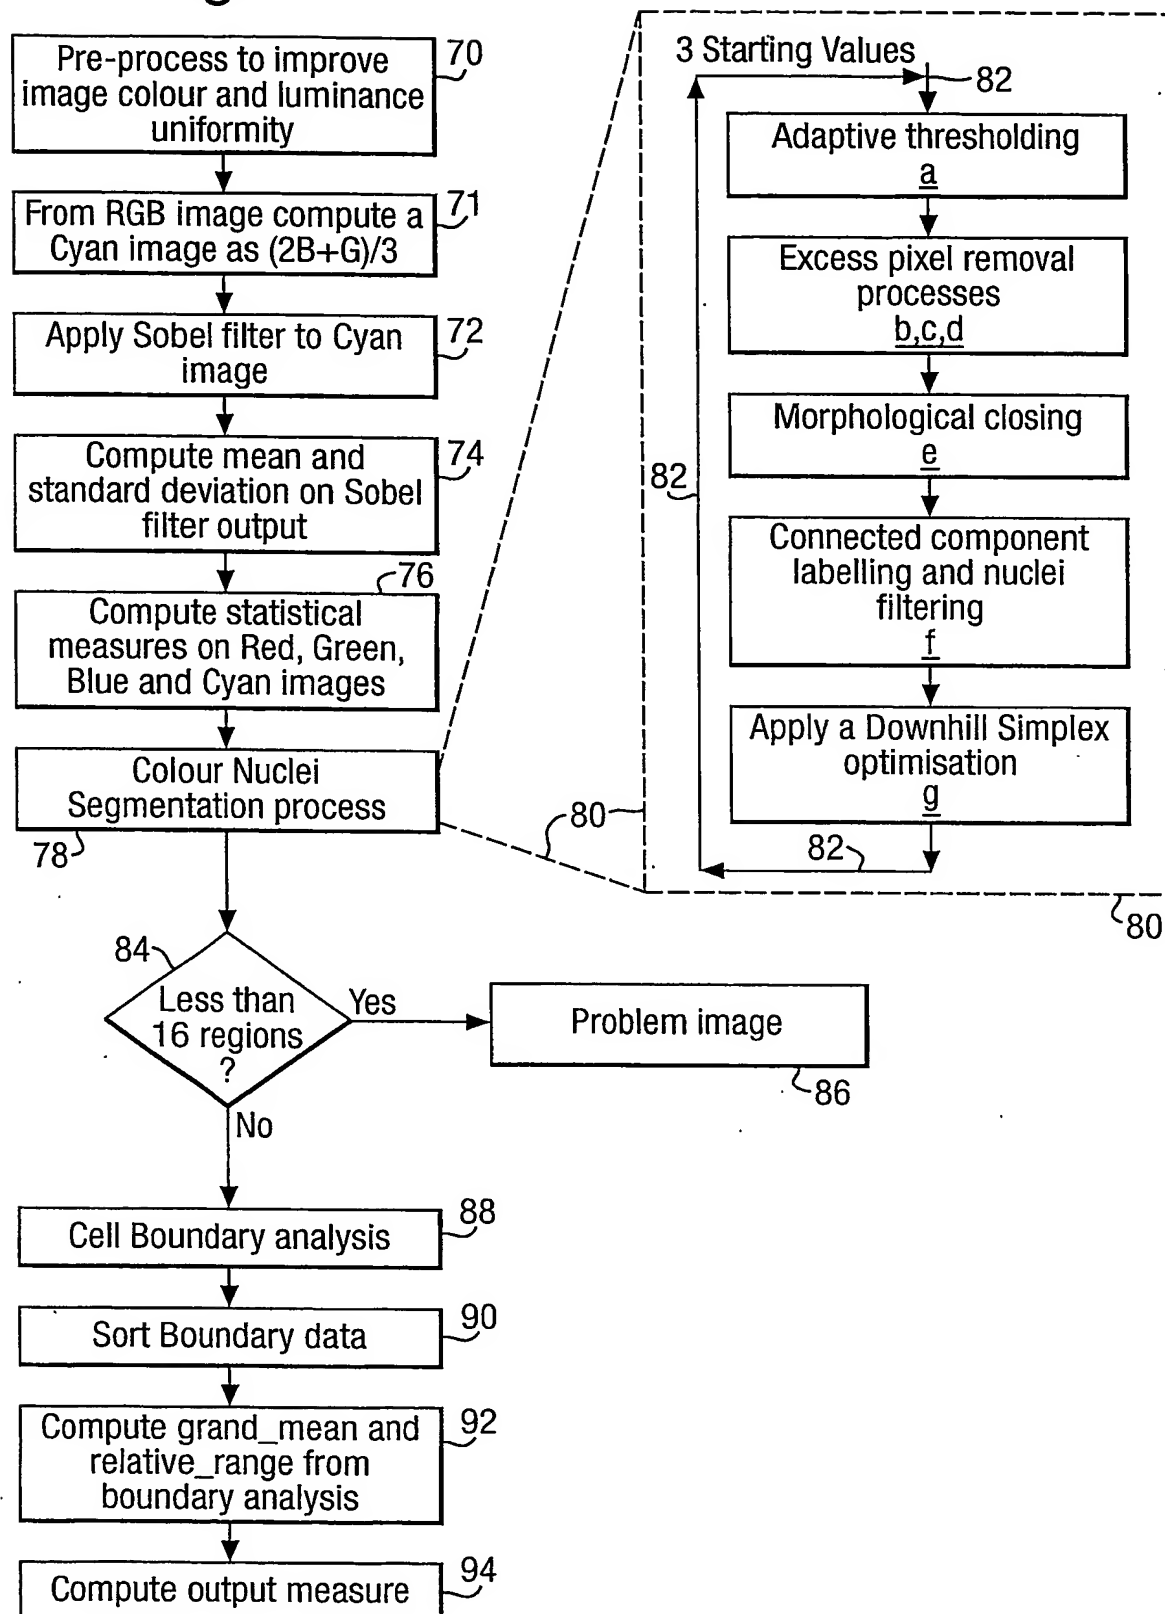 Pre-process to improve
image colour and luminance
uniformity
70
From RGB image compute a
Cyan image as (2B+G)/3
71
Apply Sobel filter to Cyan
image
72
Compute mean and
standard deviation on Sobel
filter output
74
76
Compute statistical
measures on Red, Green,
Blue and Cyan images
Colour Nuclei
Segmentation process
78
80
3 Starting Values
82
Adaptive thresholding
a
Excess pixel removal
processes
b,c,d
Morphological closing
e
82
Connected component
labelling and nuclei
filtering
f
Apply a Downhill Simplex
optimisation
g
82
80
84
Less than
16 regions
?
Yes
Problem image
86
No
Cell Boundary analysis
88
Sort Boundary data
90
Compute grand_mean and
relative_range from
boundary analysis
92
Compute output measure
94